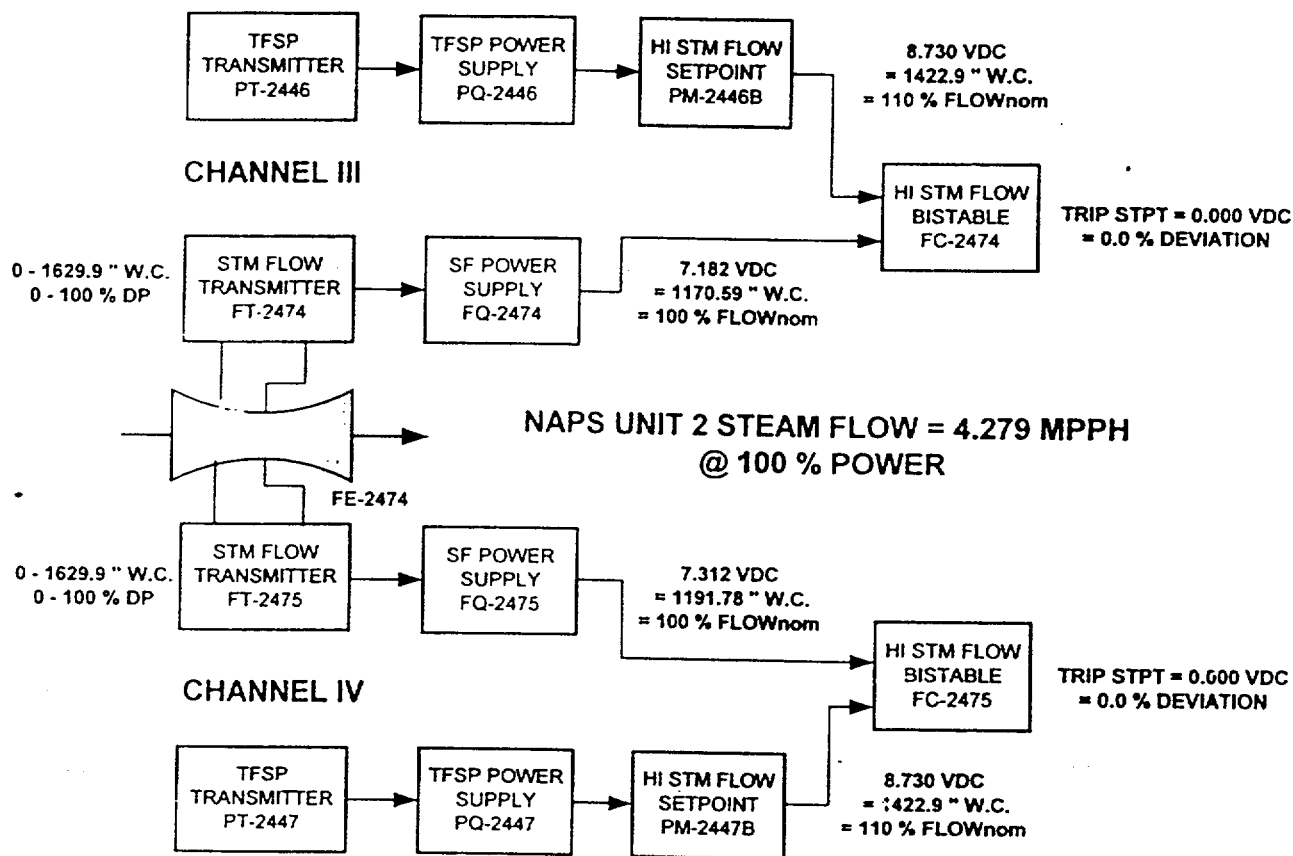 TFSP
TRANSMITTER
PT-2446
TFSP POWER
SUPPLY
PQ-2446
HI STM FLOW
SETPOINT
PM-2446B
8.730 VDC
= 1422.9 " W.C.
= 110 % FLOWnom
CHANNEL III
HI STM FLOW
BISTABLE
FC-2474
TRIP STPT = 0.000 VDC
= 0.0 % DEVIATION
0 - 1629.9 " W.C.
0 - 100 % DP
STM FLOW
TRANSMITTER
FT-2474
SF POWER
SUPPLY
FQ-2474
7.182 VDC
= 1170.59 " W.C.
= 100 % FLOWnom
NAPS UNIT 2 STEAM FLOW = 4.279 MPPH
@ 100 % POWER
FE-2474
0 - 1629.9 " W.C.
0 - 100 % DP
STM FLOW
TRANSMITTER
FT-2475
SF POWER
SUPPLY
FQ-2475
7.312 VDC
= 1191.78 " W.C.
= 100 % FLOWnom
HI STM FLOW
BISTABLE
FC-2475
TRIP STPT = 0.000 VDC
= 0.0 % DEVIATION
CHANNEL IV
TFSP
TRANSMITTER
PT-2447
TFSP POWER
SUPPLY
PQ-2447
HI STM FLOW
SETPOINT
PM-2447B
8.730 VDC
= 1422.9 " W.C.
= 110 % FLOWnom